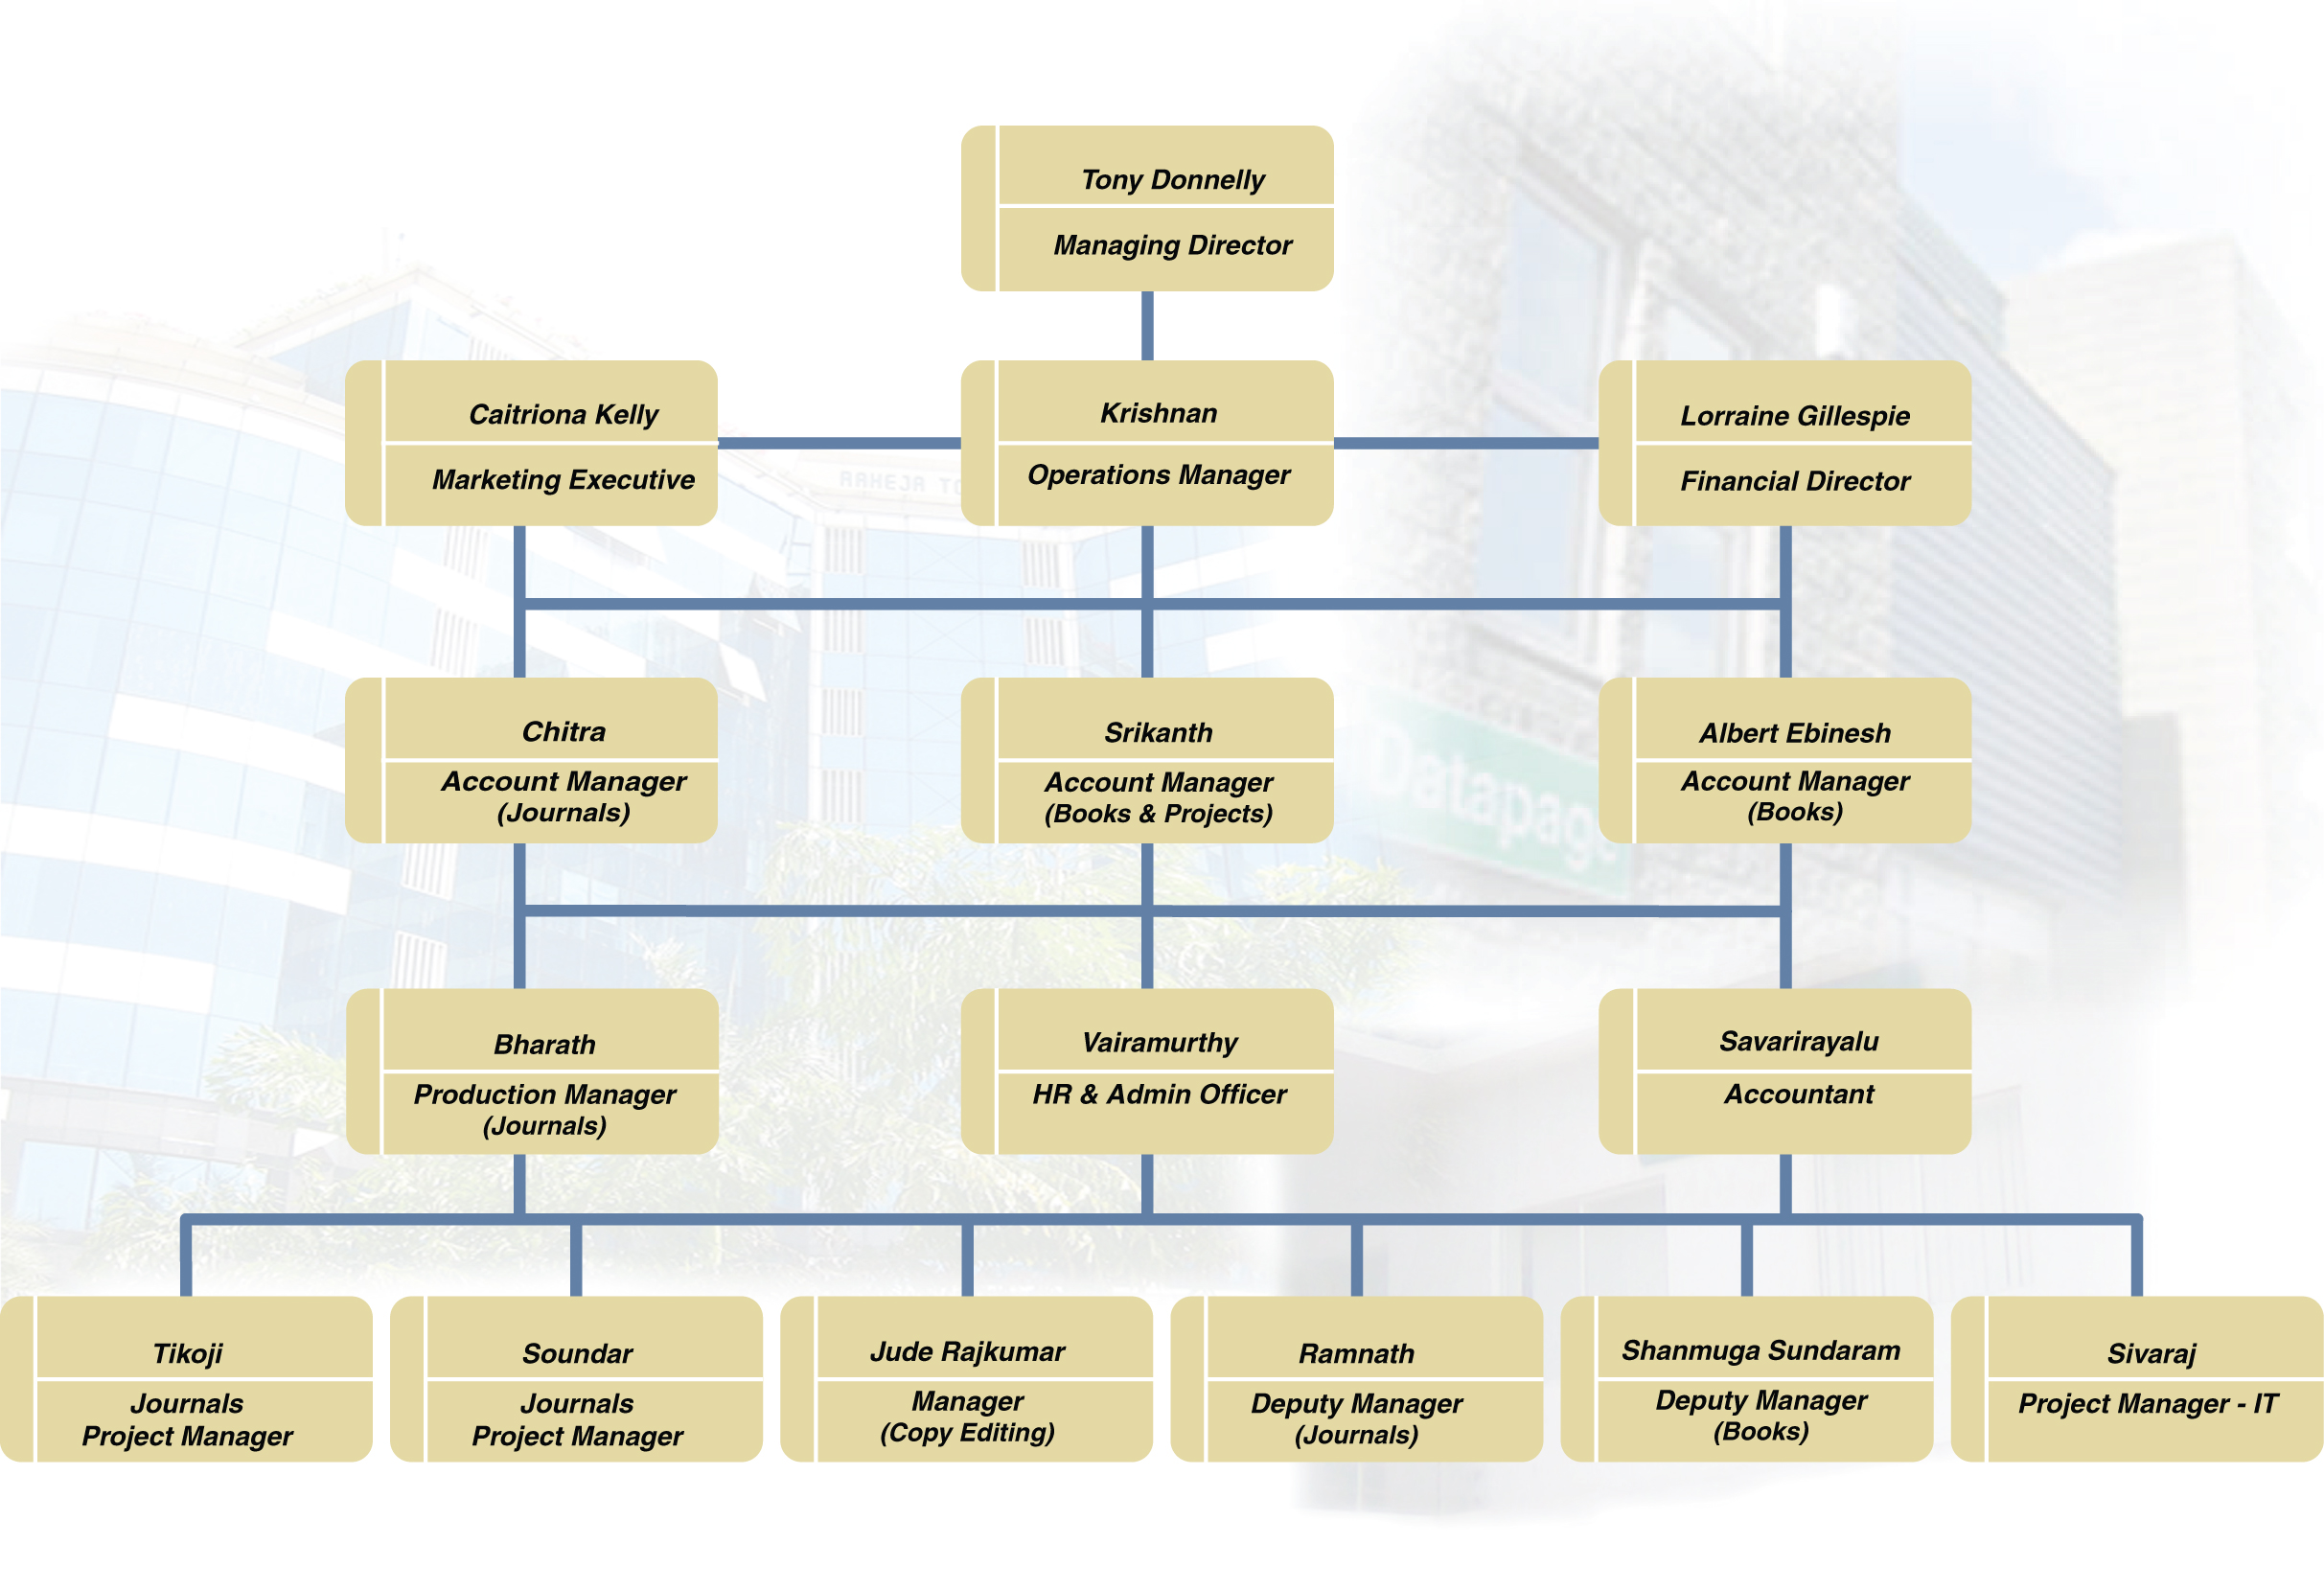 Tony Donnelly
Managing Director
Caitriona Kelly
Marketing Executive
Krishnan
Operations Manager
Lorraine Gillespie
Financial Director
RAHEJA TO
Chitra
Account Manager
(Journals)
Srikanth
Account Manager
(Books & Projects)
Albert Ebinesh
Account Manager
(Books)
Datapage
Bharath
Production Manager
(Journals)
Vairamurthy
HR & Admin Officer
Savarirayalu
Accountant
Tikoji
Journals
Project Manager
Soundar
Journals
Project Manager
Jude Rajkumar
Manager
(Copy Editing)
Ramnath
Deputy Manager
(Journals)
Shanmuga Sundaram
Deputy Manager
(Books)
Sivaraj
Project Manager - IT